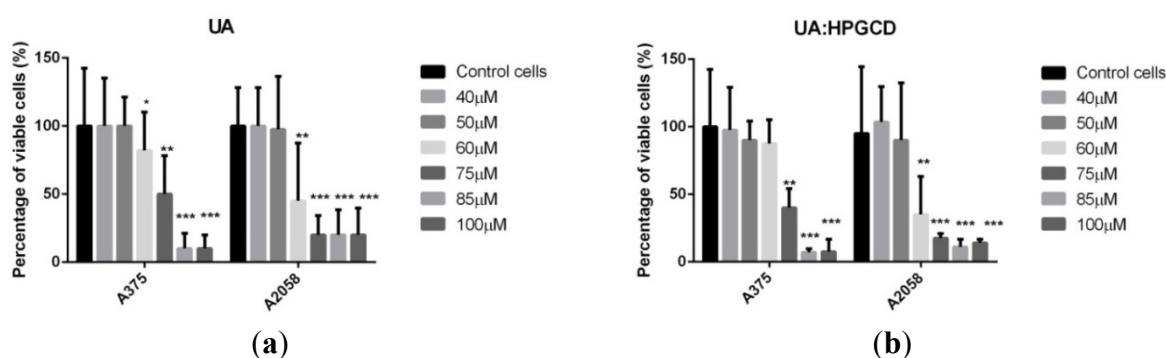 UA
Percentage of viable cells (%)
150
100
50
0
* ** *** ***
** *** *** ***
A375
A2058
Control cells
40μM
50μM
60μM
75μM
85μM
100μM
(a)
UA:HPGCD
Percentage of viable cells (%)
150
100
50
0
** *** ***
** *** *** ***
A375
A2058
Control cells
40μM
50μM
60μM
75μM
85μM
100μM
(b)